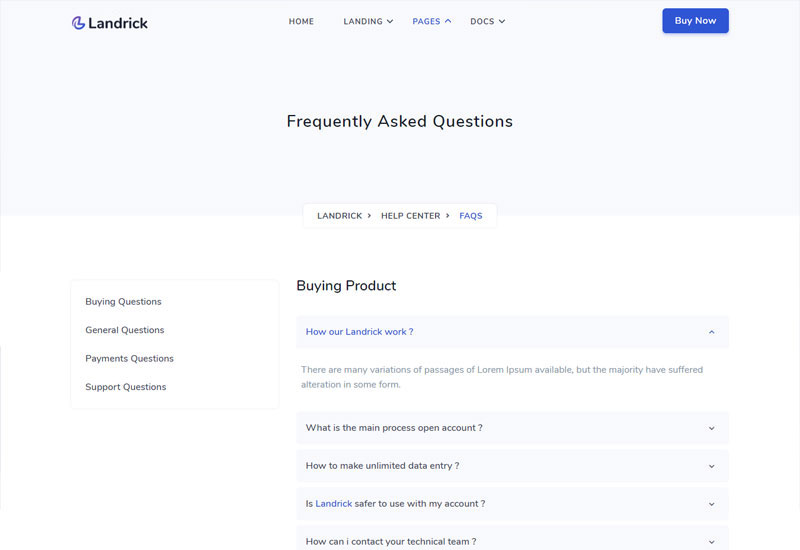 Landrick
HOME LANDING PAGES DOCS
Buy Now
Frequently Asked Questions
LANDRICK HELP CENTER FAQS
Buying Questions
General Questions
Payments Questions
Support Questions
Buying Product
How our Landrick work ?
There are many variations of passages of Lorem Ipsum available, but the majority have suffered
alteration in some form.
What is the main process open account ?
How to make unlimited data entry ?
Is Landrick safer to use with my account ?
How can i contact your technical team ?